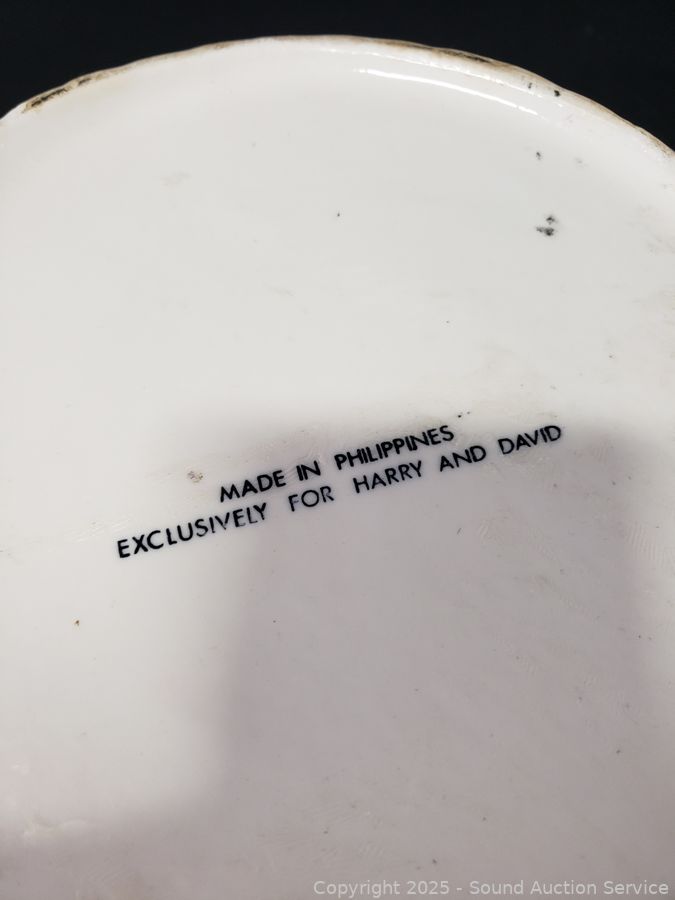 MADE IN PHILIPPINES
EXCLUSIVELY FOR HARRY AND DAVID
Copyright 2025 - Sound Auction Service